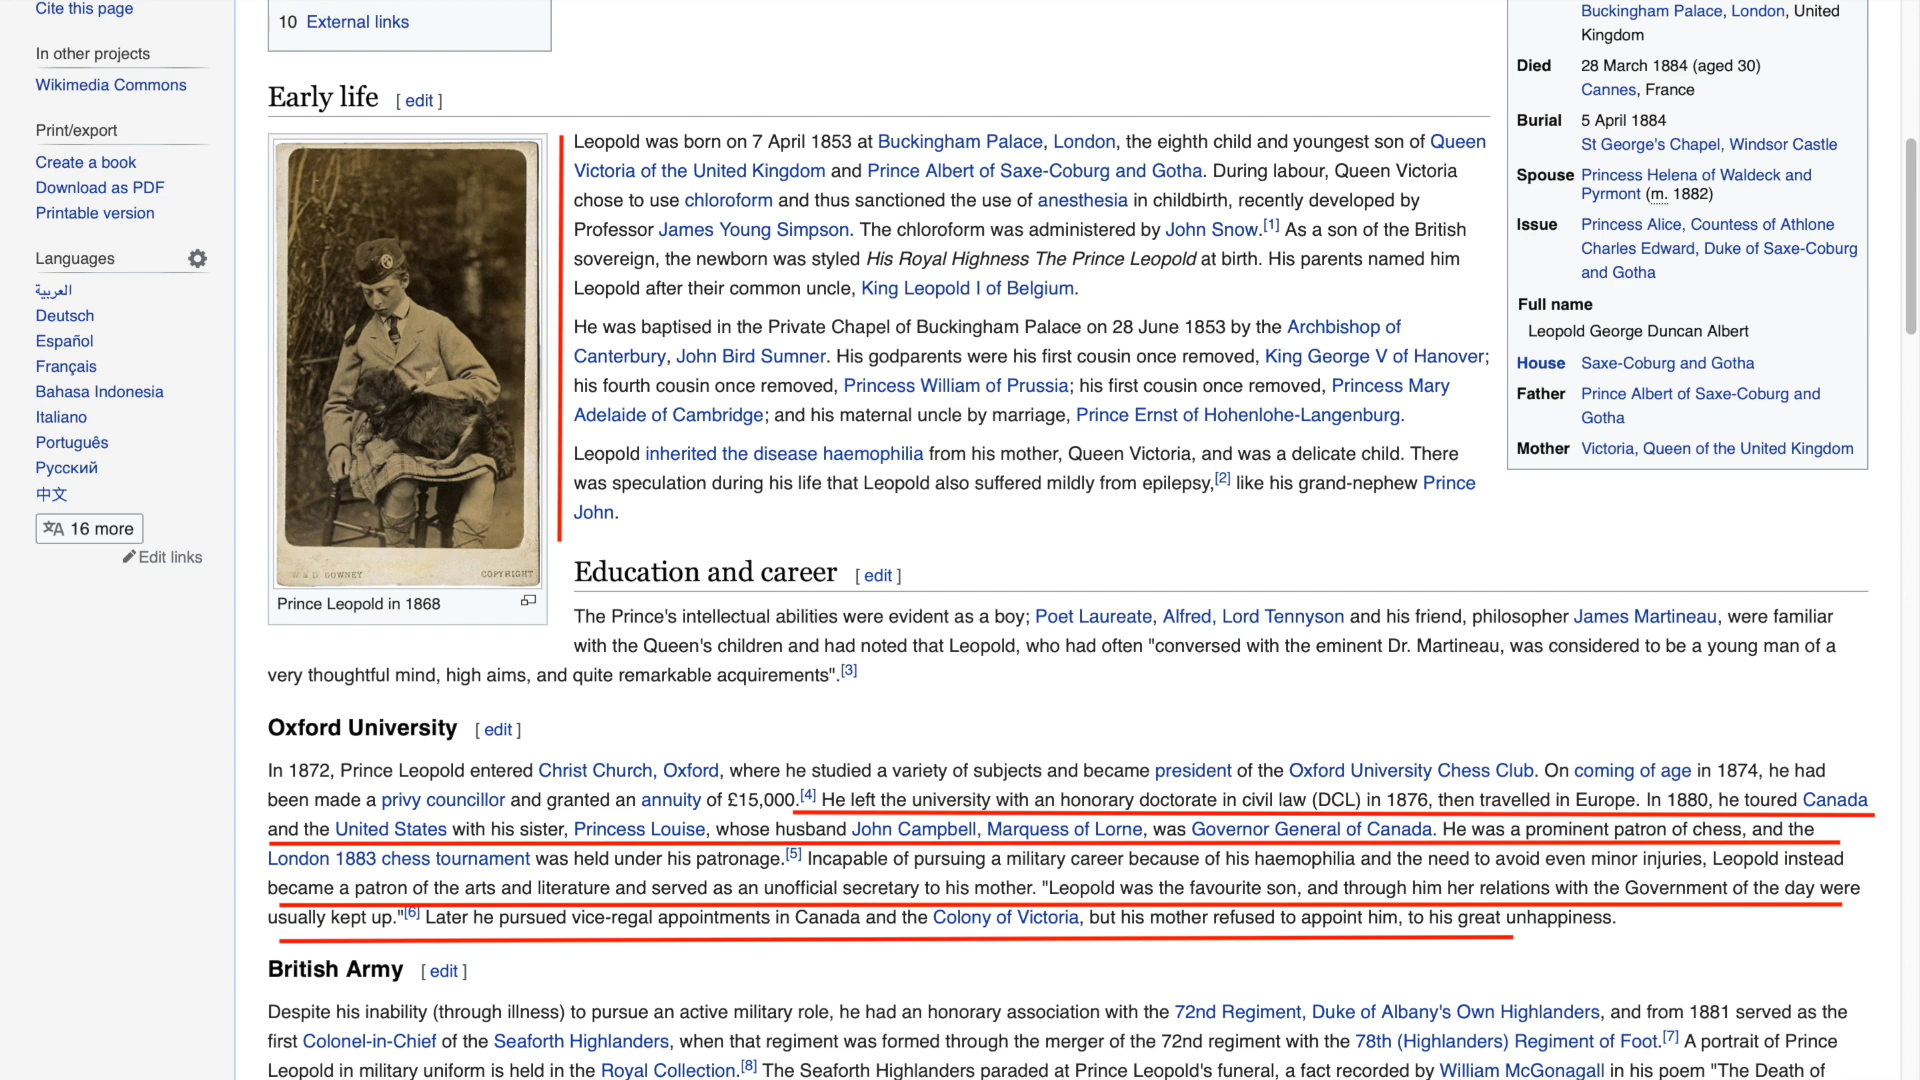 Cite this page
In other projects
Wikimedia Commons
Print/export
Create a book
Download as PDF
Printable version
Languages
العربية
Deutsch
Español
Français
Bahasa Indonesia
Italiano
Português
Русский
中文
16 more
Edit links
10 External links
Early life [ edit ]
Leopold was born on 7 April 1853 at Buckingham Palace, London, the eighth child and youngest son of Queen
Victoria of the United Kingdom and Prince Albert of Saxe-Coburg and Gotha. During labour, Queen Victoria
chose to use chloroform and thus sanctioned the use of anesthesia in childbirth, recently developed by
Professor James Young Simpson. The chloroform was administered by John Snow.[1] As a son of the British
sovereign, the newborn was styled His Royal Highness The Prince Leopold at birth. His parents named him
Leopold after their common uncle, King Leopold I of Belgium.
He was baptised in the Private Chapel of Buckingham Palace on 28 June 1853 by the Archbishop of
Canterbury, John Bird Sumner. His godparents were his first cousin once removed, King George V of Hanover;
his fourth cousin once removed, Princess William of Prussia; his first cousin once removed, Princess Mary
Adelaide of Cambridge; and his maternal uncle by marriage, Prince Ernst of Hohenlohe-Langenburg.
Leopold inherited the disease haemophilia from his mother, Queen Victoria, and was a delicate child. There
was speculation during his life that Leopold also suffered mildly from epilepsy,[2] like his grand-nephew Prince
John.
W & D. DOWNEY COPYRIGHT
Prince Leopold in 1868
Education and career [ edit ]
The Prince's intellectual abilities were evident as a boy; Poet Laureate, Alfred, Lord Tennyson and his friend, philosopher James Martineau, were familiar
with the Queen's children and had noted that Leopold, who had often "conversed with the eminent Dr. Martineau, was considered to be a young man of a
very thoughtful mind, high aims, and quite remarkable acquirements".[3]
Oxford University [ edit ]
In 1872, Prince Leopold entered Christ Church, Oxford, where he studied a variety of subjects and became president of the Oxford University Chess Club. On coming of age in 1874, he had
been made a privy councillor and granted an annuity of £15,000.[4] He left the university with an honorary doctorate in civil law (DCL) in 1876, then travelled in Europe. In 1880, he toured Canada
and the United States with his sister, Princess Louise, whose husband John Campbell, Marquess of Lorne, was Governor General of Canada. He was a prominent patron of chess, and the
London 1883 chess tournament was held under his patronage.[5] Incapable of pursuing a military career because of his haemophilia and the need to avoid even minor injuries, Leopold instead
became a patron of the arts and literature and served as an unofficial secretary to his mother. "Leopold was the favourite son, and through him her relations with the Government of the day were
usually kept up."[6] Later he pursued vice-regal appointments in Canada and the Colony of Victoria, but his mother refused to appoint him, to his great unhappiness.
British Army [ edit ]
Despite his inability (through illness) to pursue an active military role, he had an honorary association with the 72nd Regiment, Duke of Albany's Own Highlanders, and from 1881 served as the
first Colonel-in-Chief of the Seaforth Highlanders, when that regiment was formed through the merger of the 72nd regiment with the 78th (Highlanders) Regiment of Foot.[7] A portrait of Prince
Leopold in military uniform is held in the Royal Collection.[8] The Seaforth Highlanders paraded at Prince Leopold's funeral, a fact recorded by William McGonagall in his poem "The Death of
Buckingham Palace, London, United
Kingdom
Died 28 March 1884 (aged 30)
Cannes, France
Burial 5 April 1884
St George's Chapel, Windsor Castle
Spouse Princess Helena of Waldeck and
Pyrmont (m. 1882)
Issue Princess Alice, Countess of Athlone
Charles Edward, Duke of Saxe-Coburg
and Gotha
Full name
Leopold George Duncan Albert
House Saxe-Coburg and Gotha
Father Prince Albert of Saxe-Coburg and
Gotha
Mother Victoria, Queen of the United Kingdom